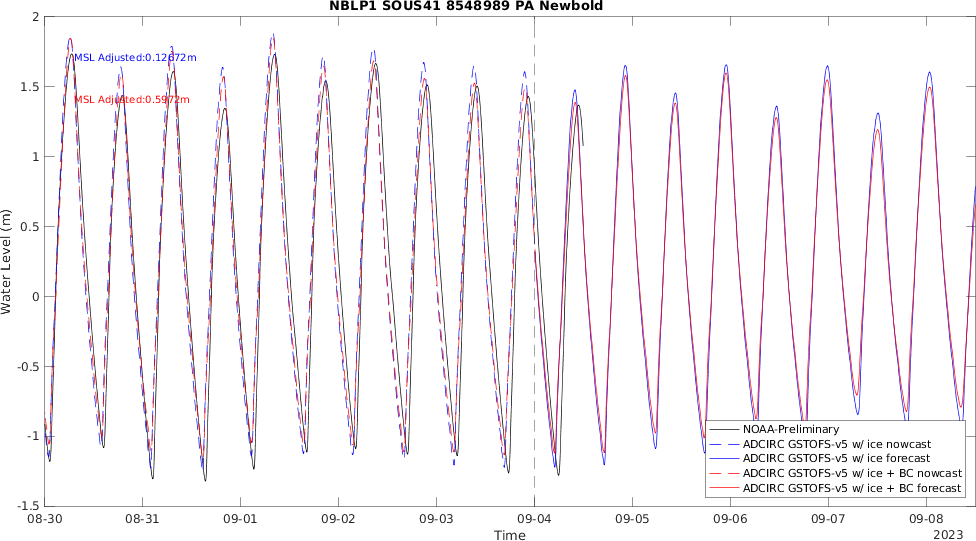 NBLP1 SOUS41 8548989 PA Newbold
2
1.5
1
0.5
0
-0.5
-1
-1.5
Water Level (m)
MSL Adjusted:0.12672m
MSL Adjusted:0.5972m
NOAA-Preliminary
ADCIRC GSTOFS-v5 w/ ice nowcast
ADCIRC GSTOFS-v5 w/ ice forecast
ADCIRC GSTOFS-v5 w/ ice + BC nowcast
ADCIRC GSTOFS-v5 w/ ice + BC forecast
08-30 08-31 09-01 09-02 09-03 09-04 09-05 09-06 09-07 09-08
Time
2023